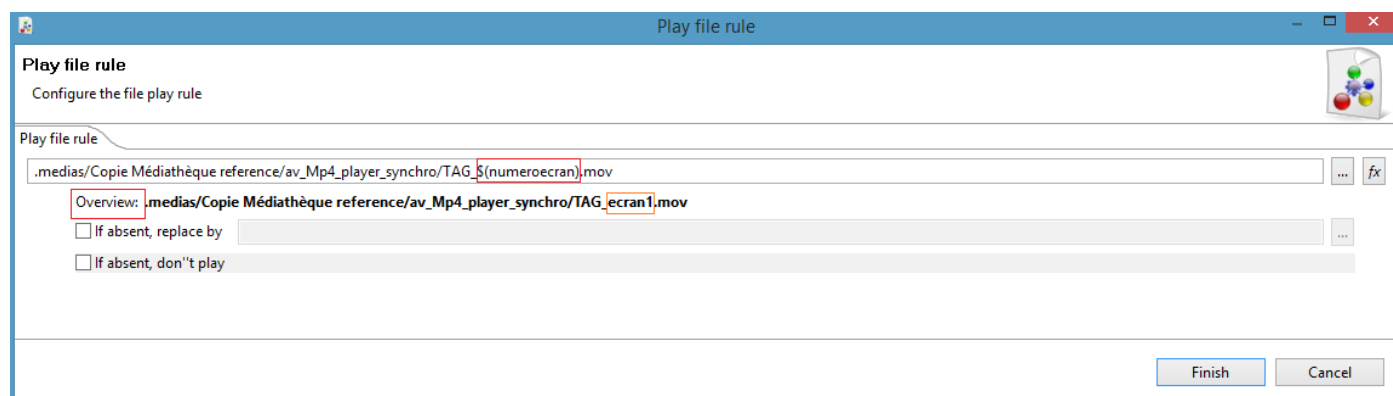 Play file rule
Play file rule
Configure the file play rule
Play file rule
.medias/Copie Médiathèque reference/av_Mp4_player_synchro/TAG_$(numeroecran).mov ... fx
Overview: .medias/Copie Médiathèque reference/av_Mp4_player_synchro/TAG_ecran1.mov
If absent, replace by ...
If absent, don''t play
Finish Cancel